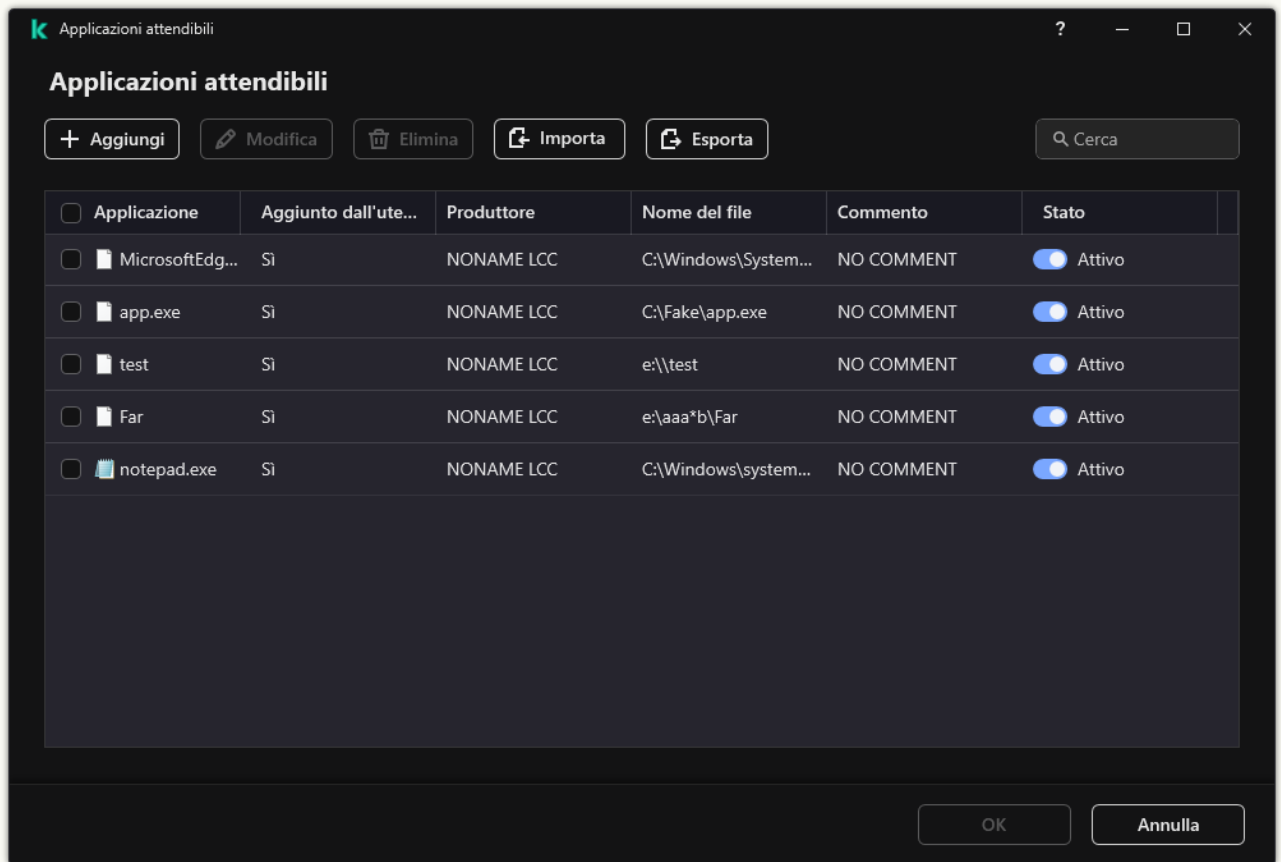 Applicazioni attendibili
Applicazioni attendibili
Aggiungi Modifica Elimina Importa Esporta Cerca
Applicazione Aggiunto dall'ute... Produttore Nome del file Commento Stato
MicrosoftEdg... Sì NONAME LCC C:\Windows\System... NO COMMENT Attivo
app.exe Sì NONAME LCC C:\Fake\app.exe NO COMMENT Attivo
test Sì NONAME LCC e:\\test NO COMMENT Attivo
Far Sì NONAME LCC e:\aaa*b\Far NO COMMENT Attivo
notepad.exe Sì NONAME LCC C:\Windows\system... NO COMMENT Attivo
OK Annulla